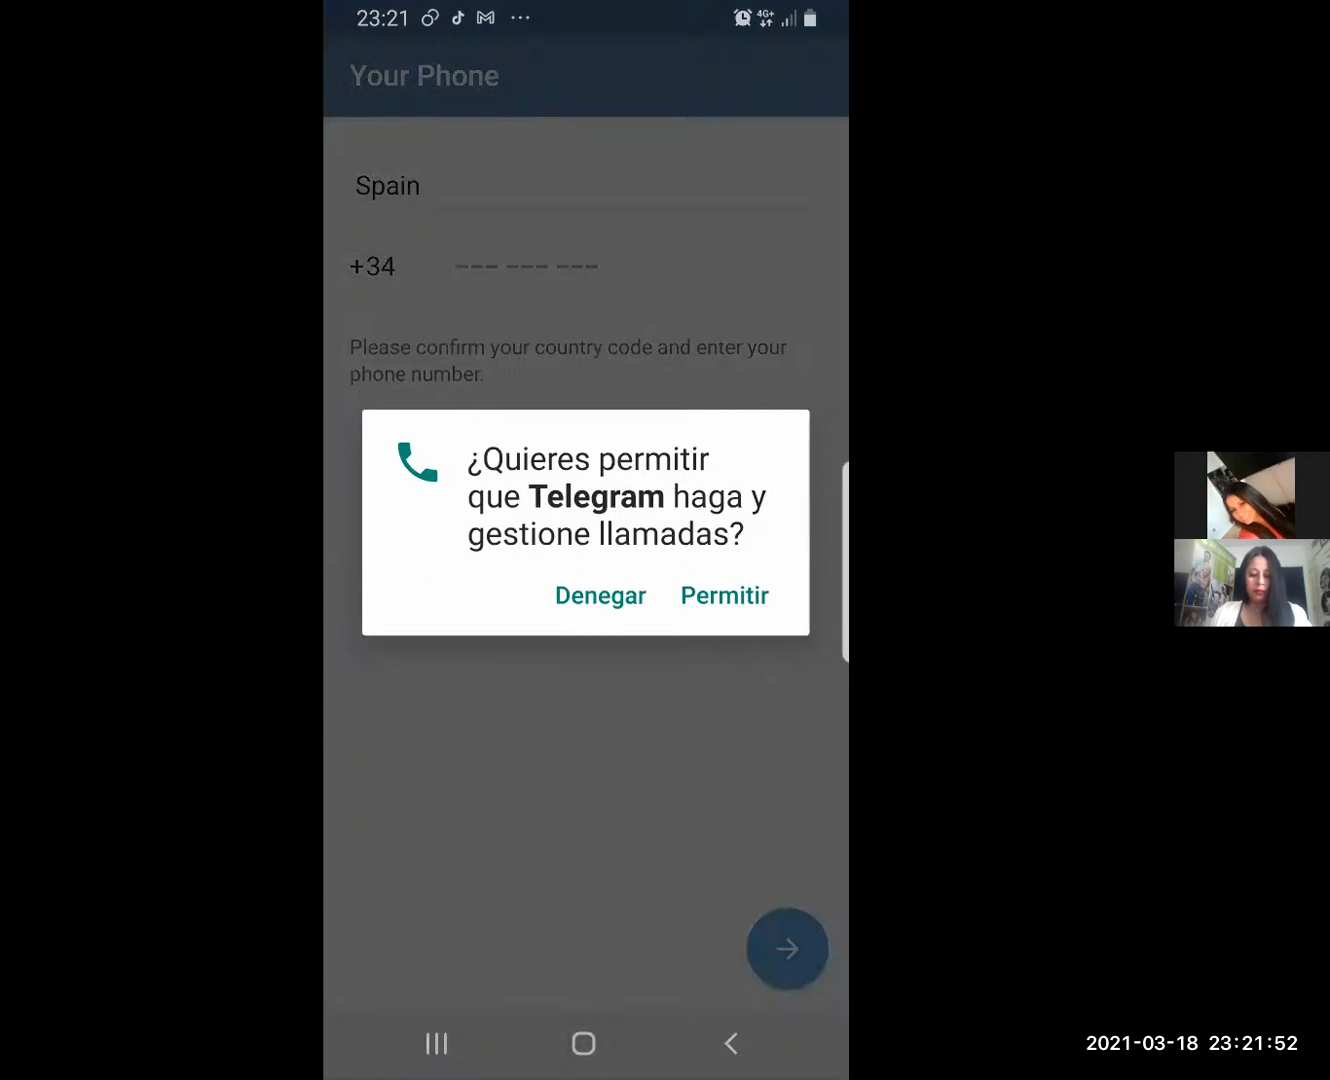 23:21
4G+
Your Phone
Spain
+34 --- --- ---
Please confirm your country code and enter your
phone number.
¿Quieres permitir
que Telegram haga y
gestione llamadas?
Denegar Permitir
2021-03-18 23:21:52